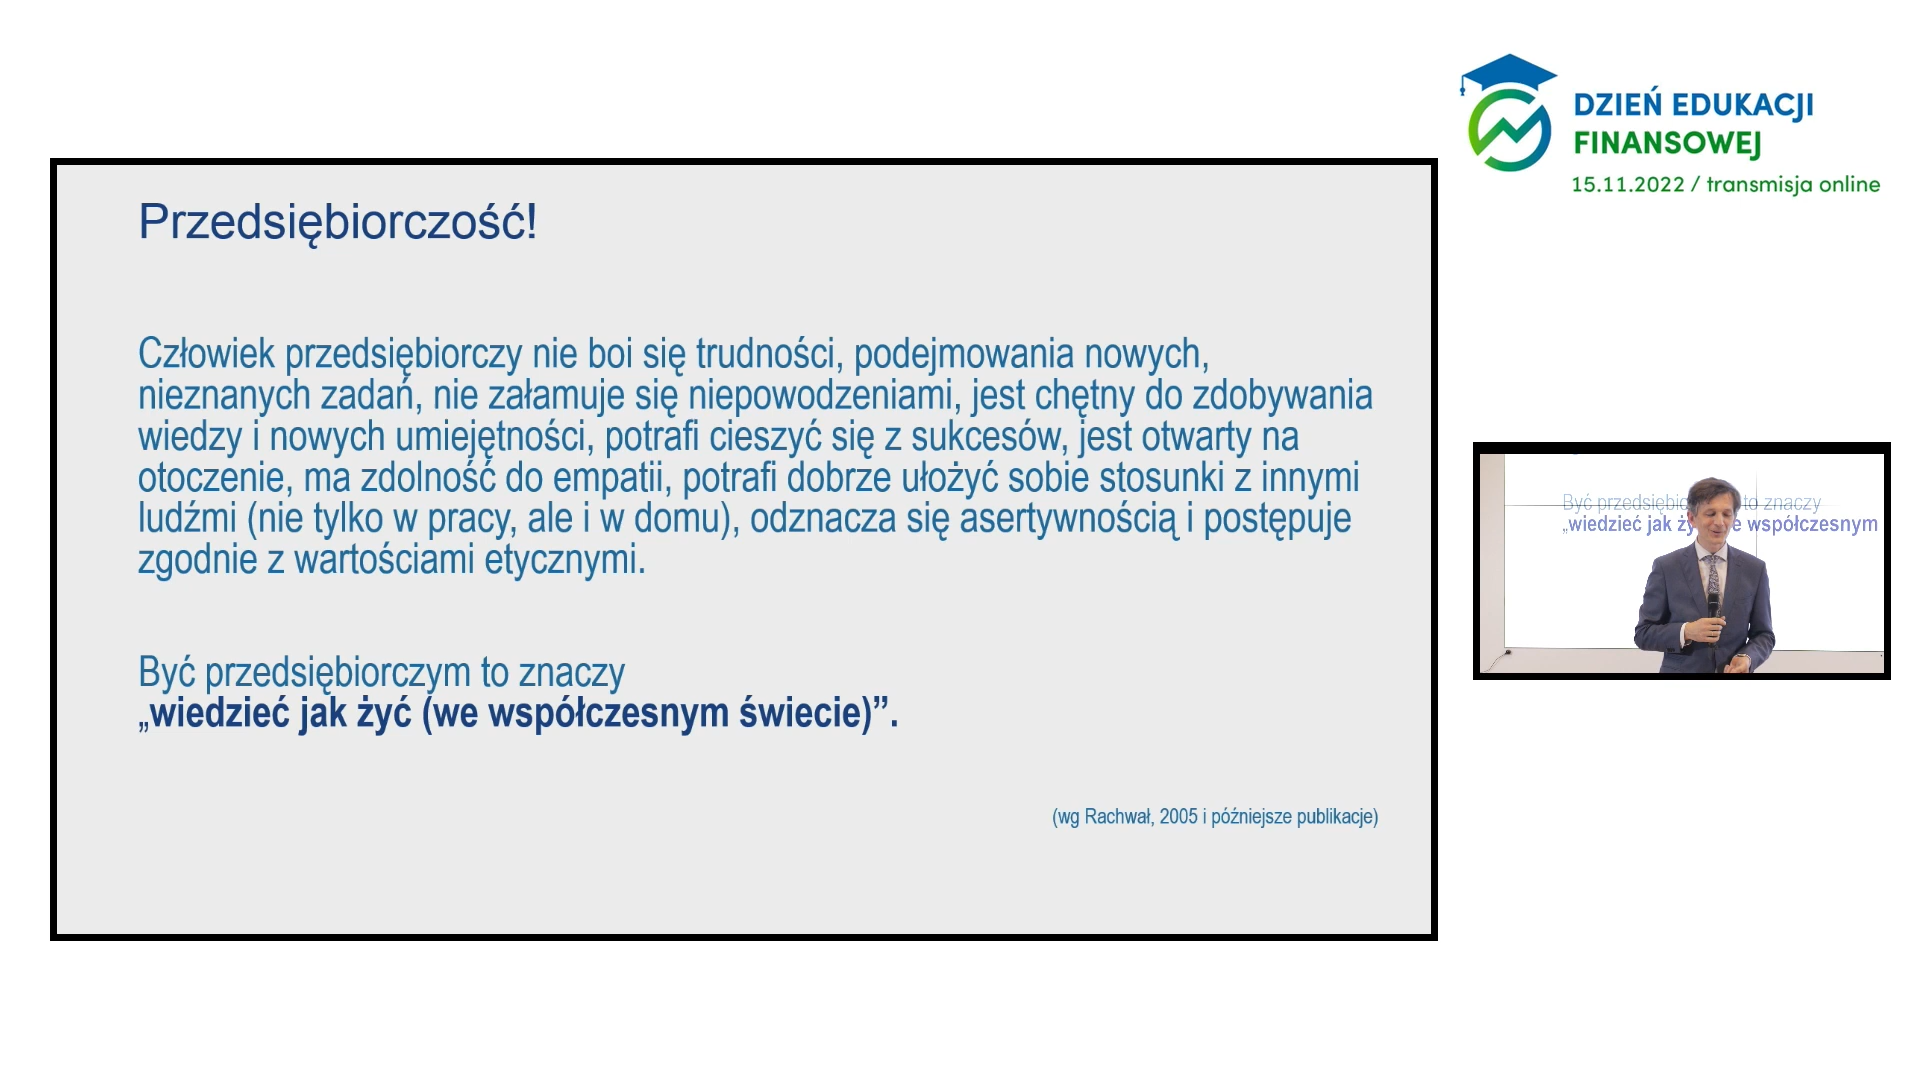 DZIEŃ EDUKACJI
FINANSOWEJ
15.11.2022 / transmisja online
Przedsiębiorczość!
Człowiek przedsiębiorczy nie boi się trudności, podejmowania nowych,
nieznanych zadań, nie załamuje się niepowodzeniami, jest chętny do zdobywania
wiedzy i nowych umiejętności, potrafi cieszyć się z sukcesów, jest otwarty na
otoczenie, ma zdolność do empatii, potrafi dobrze ułożyć sobie stosunki z innymi
ludźmi (nie tylko w pracy, ale i w domu), odznacza się asertywnością i postępuje
zgodnie z wartościami etycznymi.
Być przedsiębiorczym to znaczy
„wiedzieć jak żyć (we współczesnym świecie)”.
(wg Rachwał, 2005 i późniejsze publikacje)
Być to znaczy
„wiedzieć jak współczesnym